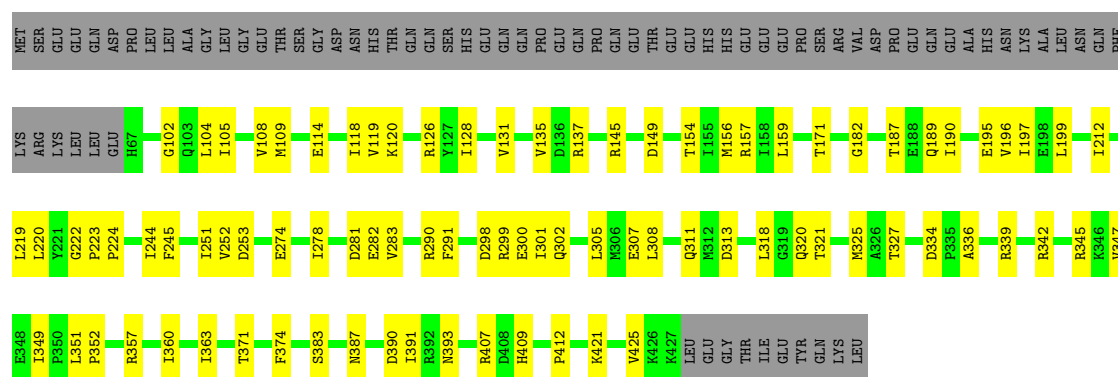 MET SER GLU GLU GLN ASP PRO LEU LEU ALA GLY LEU GLY GLU THR SER GLY ASP ASN HIS THR GLN GLN SER HIS GLU GLN GLN PRO GLU GLN PRO GLN GLU THR GLU GLU HIS HIS GLU GLU GLU PRO SER ARG VAL ASP PRO GLU GLN GLU ALA HIS ASN LYS ALA LEU ASN GLN PHE
LYS ARG LYS LEU LEU GLU H67 G102 Q103 L104 I105 V108 M109 E114 I118 V119 K120 R126 Y127 I128 V131 V135 D136 R137 R145 D149 T154 I155 M156 R157 I158 L159 T171 G182 T187 E188 Q189 I190 E195 V196 I197 E198 L199 I212
L219 L220 Y221 G222 P223 P224 I244 F245 I251 V252 D253 E274 I278 D281 E282 V283 R290 F291 D298 R299 E300 I301 Q302 L305 M306 E307 L308 Q311 M312 D313 L318 G319 Q320 T321 M325 A326 T327 D334 P335 A336 R339 R342 R345 K346 V347
E348 I349 P350 L351 P352 R357 I360 I363 T371 F374 S383 N387 D390 I391 R392 N393 R407 D408 H409 P412 K421 V425 K426 K427 LEU GLU GLY THR ILE GLU TYR GLN LYS LEU